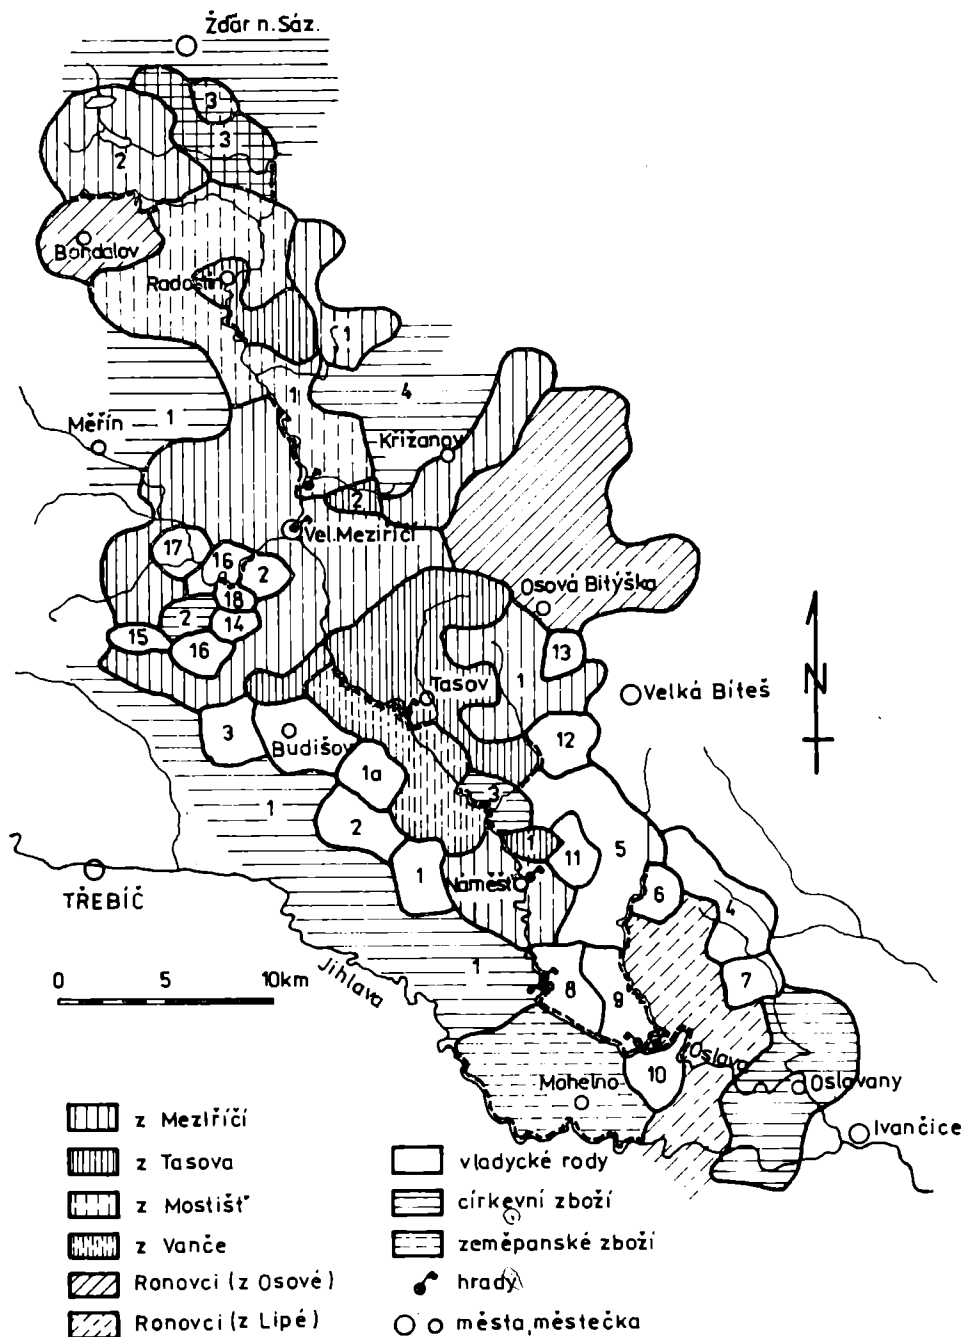 Žďár n. Sáz.
3
3
2
Bohdalov
Radostín
1
1
4
1
Měřín
Křižanov
2
Vel. Meziříčí
17
16
2
18
Osová Bitýška
2
14
15
16
13
1
Tasov
Velká Bíteš
N
3
Budišov
12
1a
3
1
2
1
11
5
TŘEBÍČ
1
Náměšť
6
4
0 5 10km
Jihlava
1
8
9
7
Oslava
10
Mohelno
Oslavany
Ivančice
z Meziříčí
z Tasova
z Mostišť
z Vanče
Ronovci (z Osové)
Ronovci (z Lipé)
vladycké rody
církevní zboží
zeměpanské zboží
hrady
města, městečka